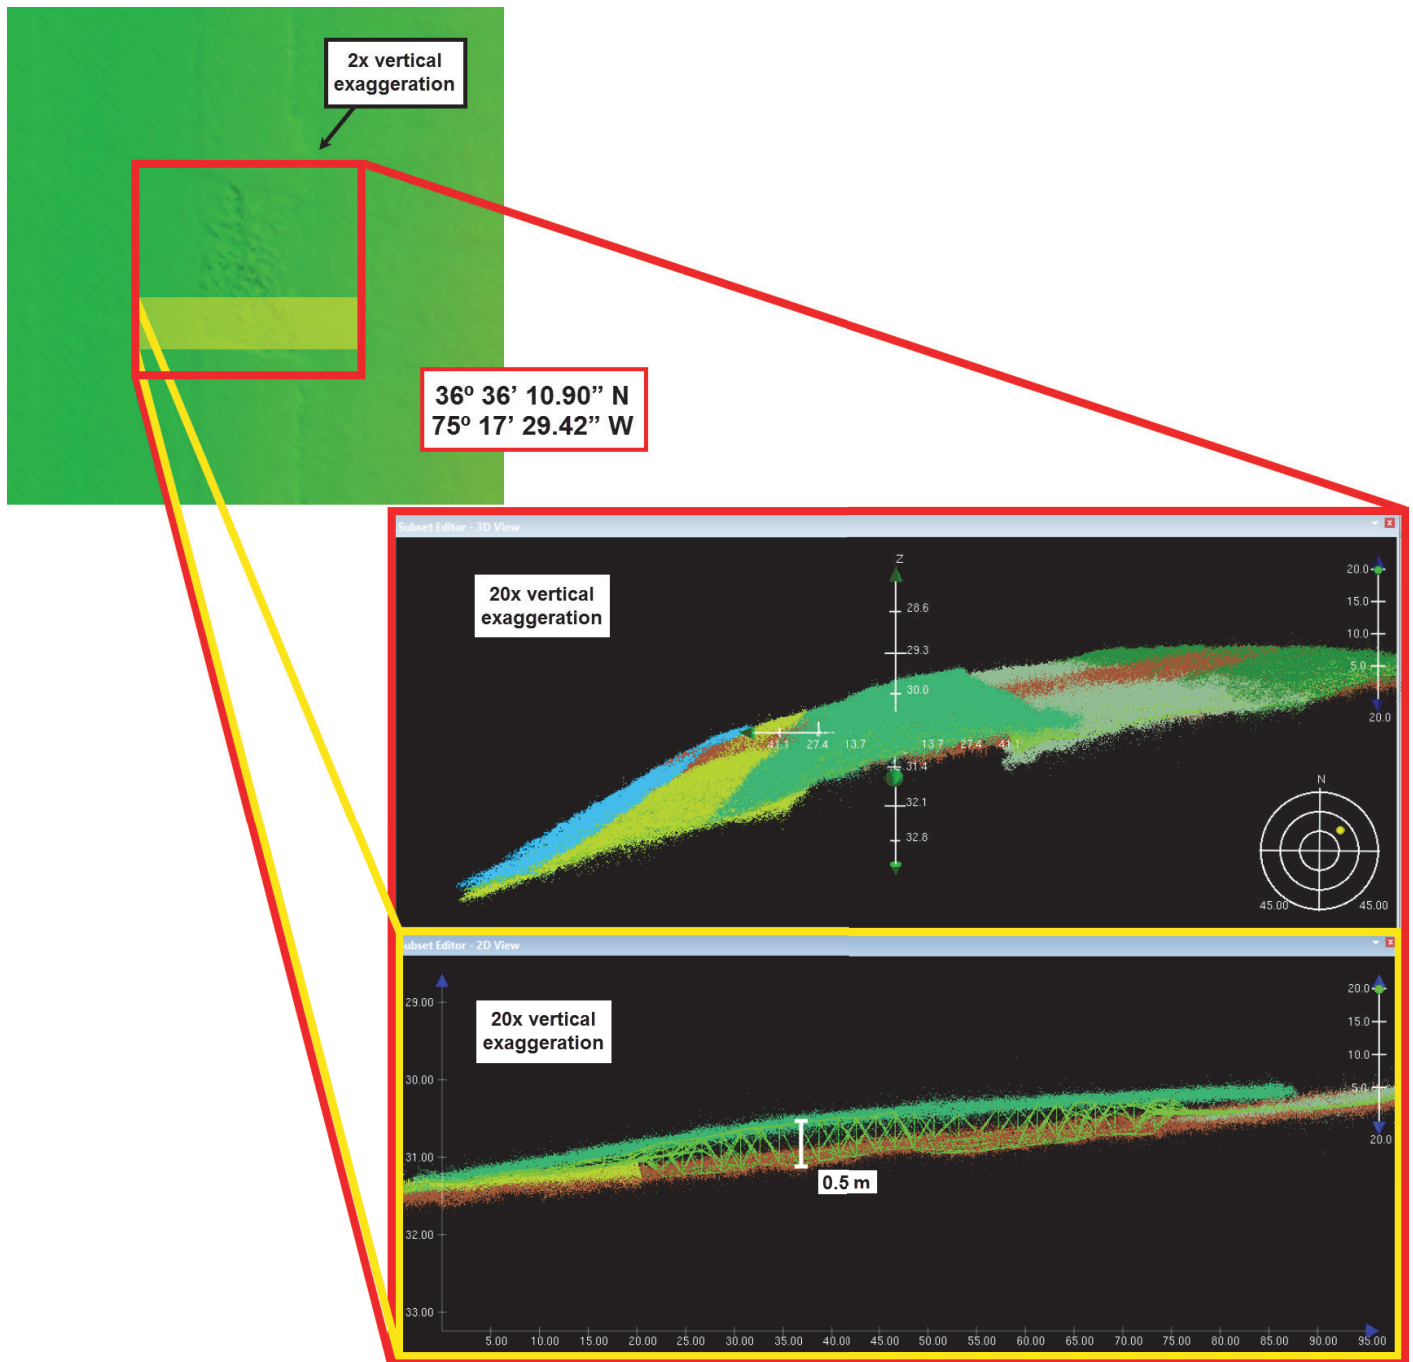 2x vertical
exaggeration
36º 36’ 10.90” N
75º 17’ 29.42” W
Subset Editor - 3D View
20x vertical
exaggeration
Z
28.6
29.3
30.0
31.4
32.1
32.8
41.1 27.4 13.7 13.7 27.4 41.1
20.0
15.0
10.0
5.0
20.0
N
45.00 45.00
ubset Editor - 2D View
20x vertical
exaggeration
29.00
30.00
31.00
32.00
33.00
0.5 m
20.0
15.0
10.0
5.0
20.0
5.00 10.00 15.00 20.00 25.00 30.00 35.00 40.00 45.00 50.00 55.00 60.00 65.00 70.00 75.00 80.00 85.00 90.00 95.00